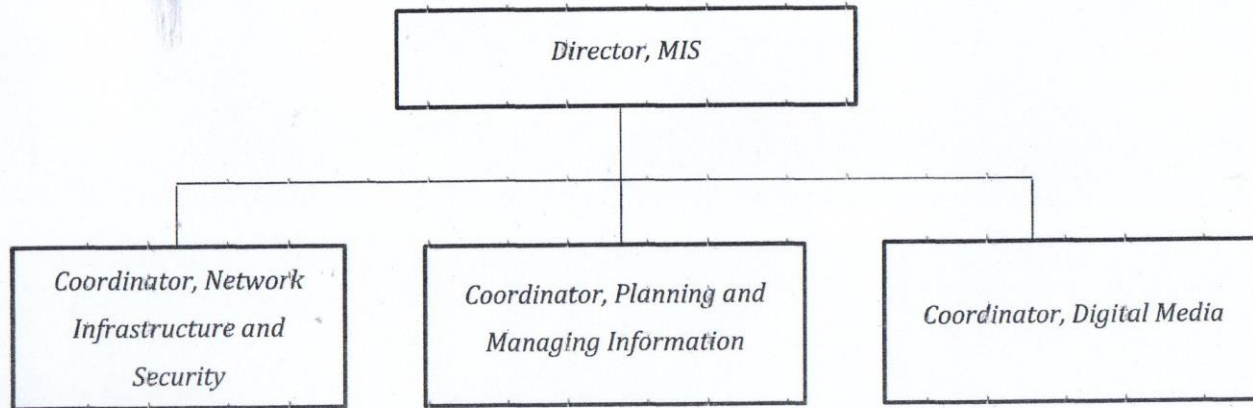 Director, MIS
Coordinator, Network
Infrastructure and
Security
Coordinator, Planning and
Managing Information
Coordinator, Digital Media